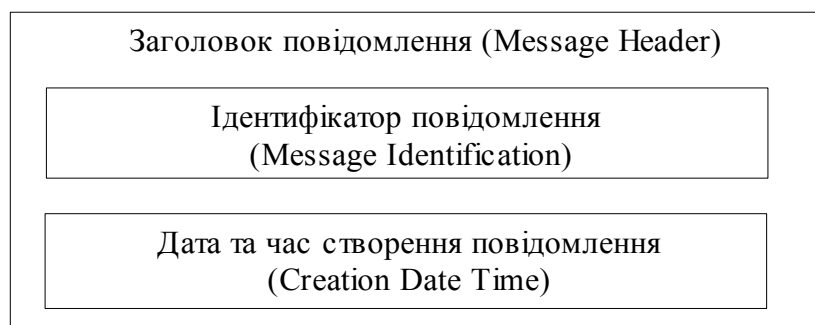 Заголовок повідомлення (Message Header)
Ідентифікатор повідомлення
(Message Identification)
Дата та час створення повідомлення
(Creation Date Time)